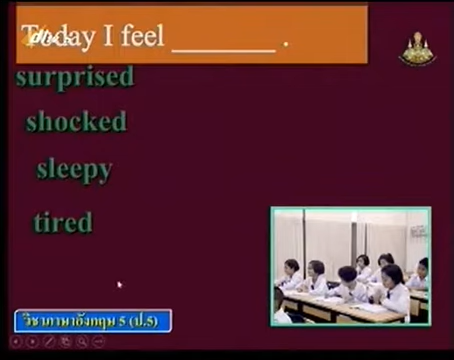 Today I feel ________ .
surprised
shocked
sleepy
tired
วิชาภาษาอังกฤษ 5 (ป.5)